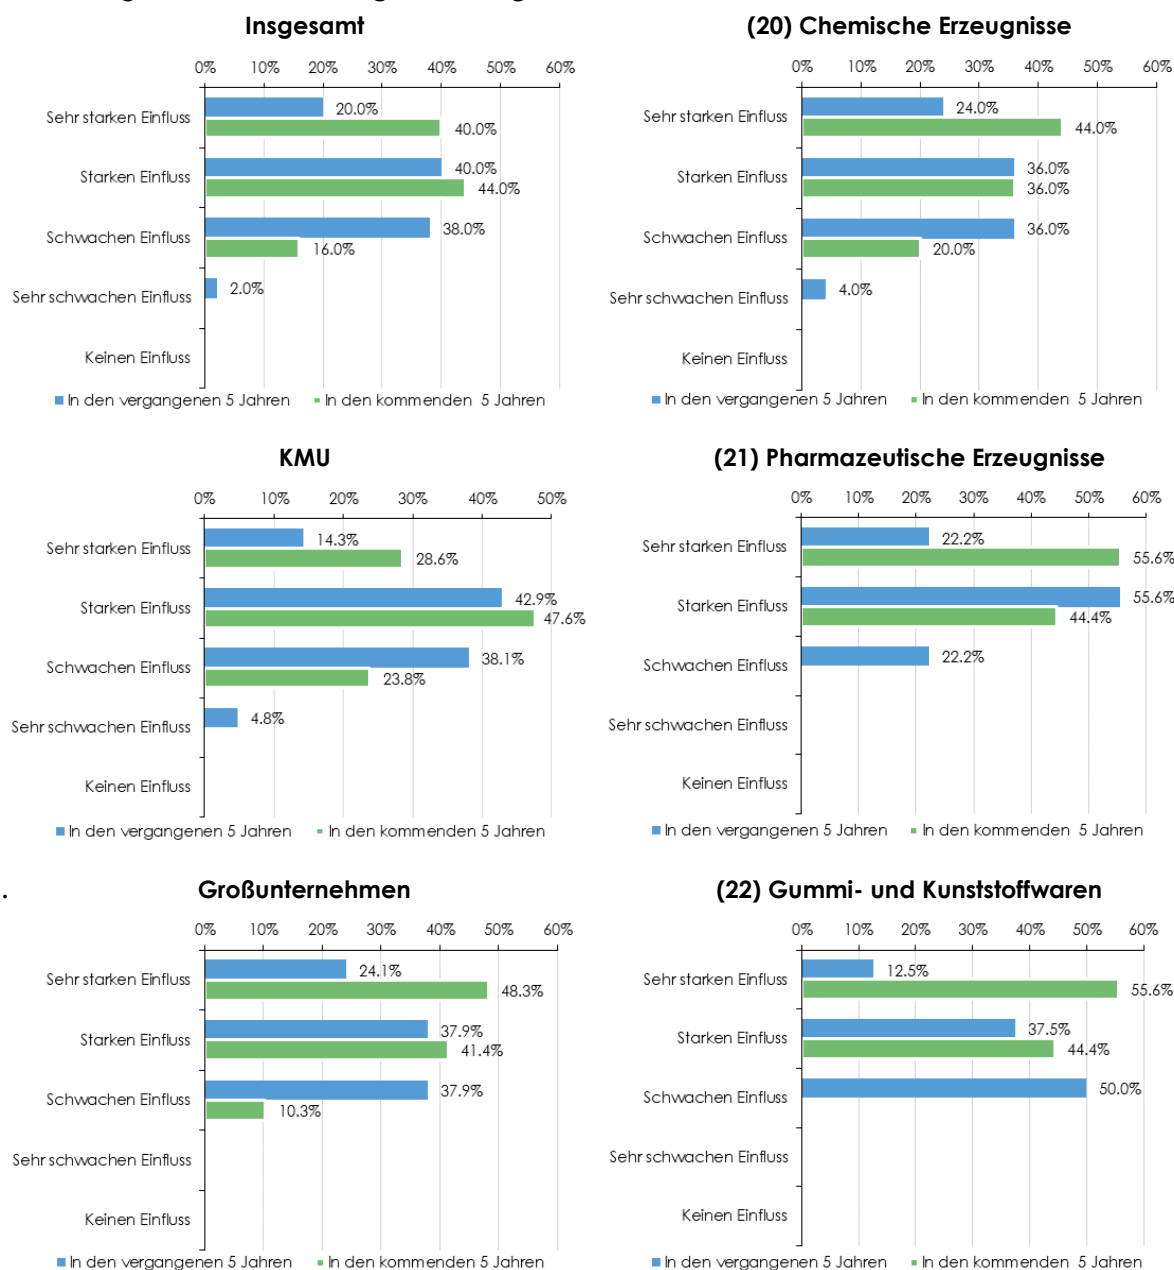 Insgesamt
0% 10% 20% 30% 40% 50% 60%
Sehr starken Einfluss 20.0% 40.0%
Starken Einfluss 40.0% 44.0%
Schwachen Einfluss 38.0% 16.0%
Sehr schwachen Einfluss 2.0%
Keinen Einfluss
In den vergangenen 5 Jahren In den kommenden 5 Jahren
(20) Chemische Erzeugnisse
0% 10% 20% 30% 40% 50% 60%
Sehr starken Einfluss 24.0% 44.0%
Starken Einfluss 36.0% 36.0%
Schwachen Einfluss 36.0% 20.0%
Sehr schwachen Einfluss 4.0%
Keinen Einfluss
In den vergangenen 5 Jahren In den kommenden 5 Jahren
KMU
0% 10% 20% 30% 40% 50%
Sehr starken Einfluss 14.3% 28.6%
Starken Einfluss 42.9% 47.6%
Schwachen Einfluss 38.1% 23.8%
Sehr schwachen Einfluss 4.8%
Keinen Einfluss
In den vergangenen 5 Jahren In den kommenden 5 Jahren
(21) Pharmazeutische Erzeugnisse
0% 10% 20% 30% 40% 50% 60%
Sehr starken Einfluss 22.2% 55.6%
Starken Einfluss 55.6% 44.4%
Schwachen Einfluss 22.2%
Sehr schwachen Einfluss
Keinen Einfluss
In den vergangenen 5 Jahren In den kommenden 5 Jahren
.
Großunternehmen
0% 10% 20% 30% 40% 50% 60%
Sehr starken Einfluss 24.1% 48.3%
Starken Einfluss 37.9% 41.4%
Schwachen Einfluss 37.9% 10.3%
Sehr schwachen Einfluss
Keinen Einfluss
In den vergangenen 5 Jahren In den kommenden 5 Jahren
(22) Gummi- und Kunststoffwaren
0% 10% 20% 30% 40% 50% 60%
Sehr starken Einfluss 12.5% 55.6%
Starken Einfluss 37.5% 44.4%
Schwachen Einfluss 50.0%
Sehr schwachen Einfluss
Keinen Einfluss
In den vergangenen 5 Jahren In den kommenden 5 Jahren